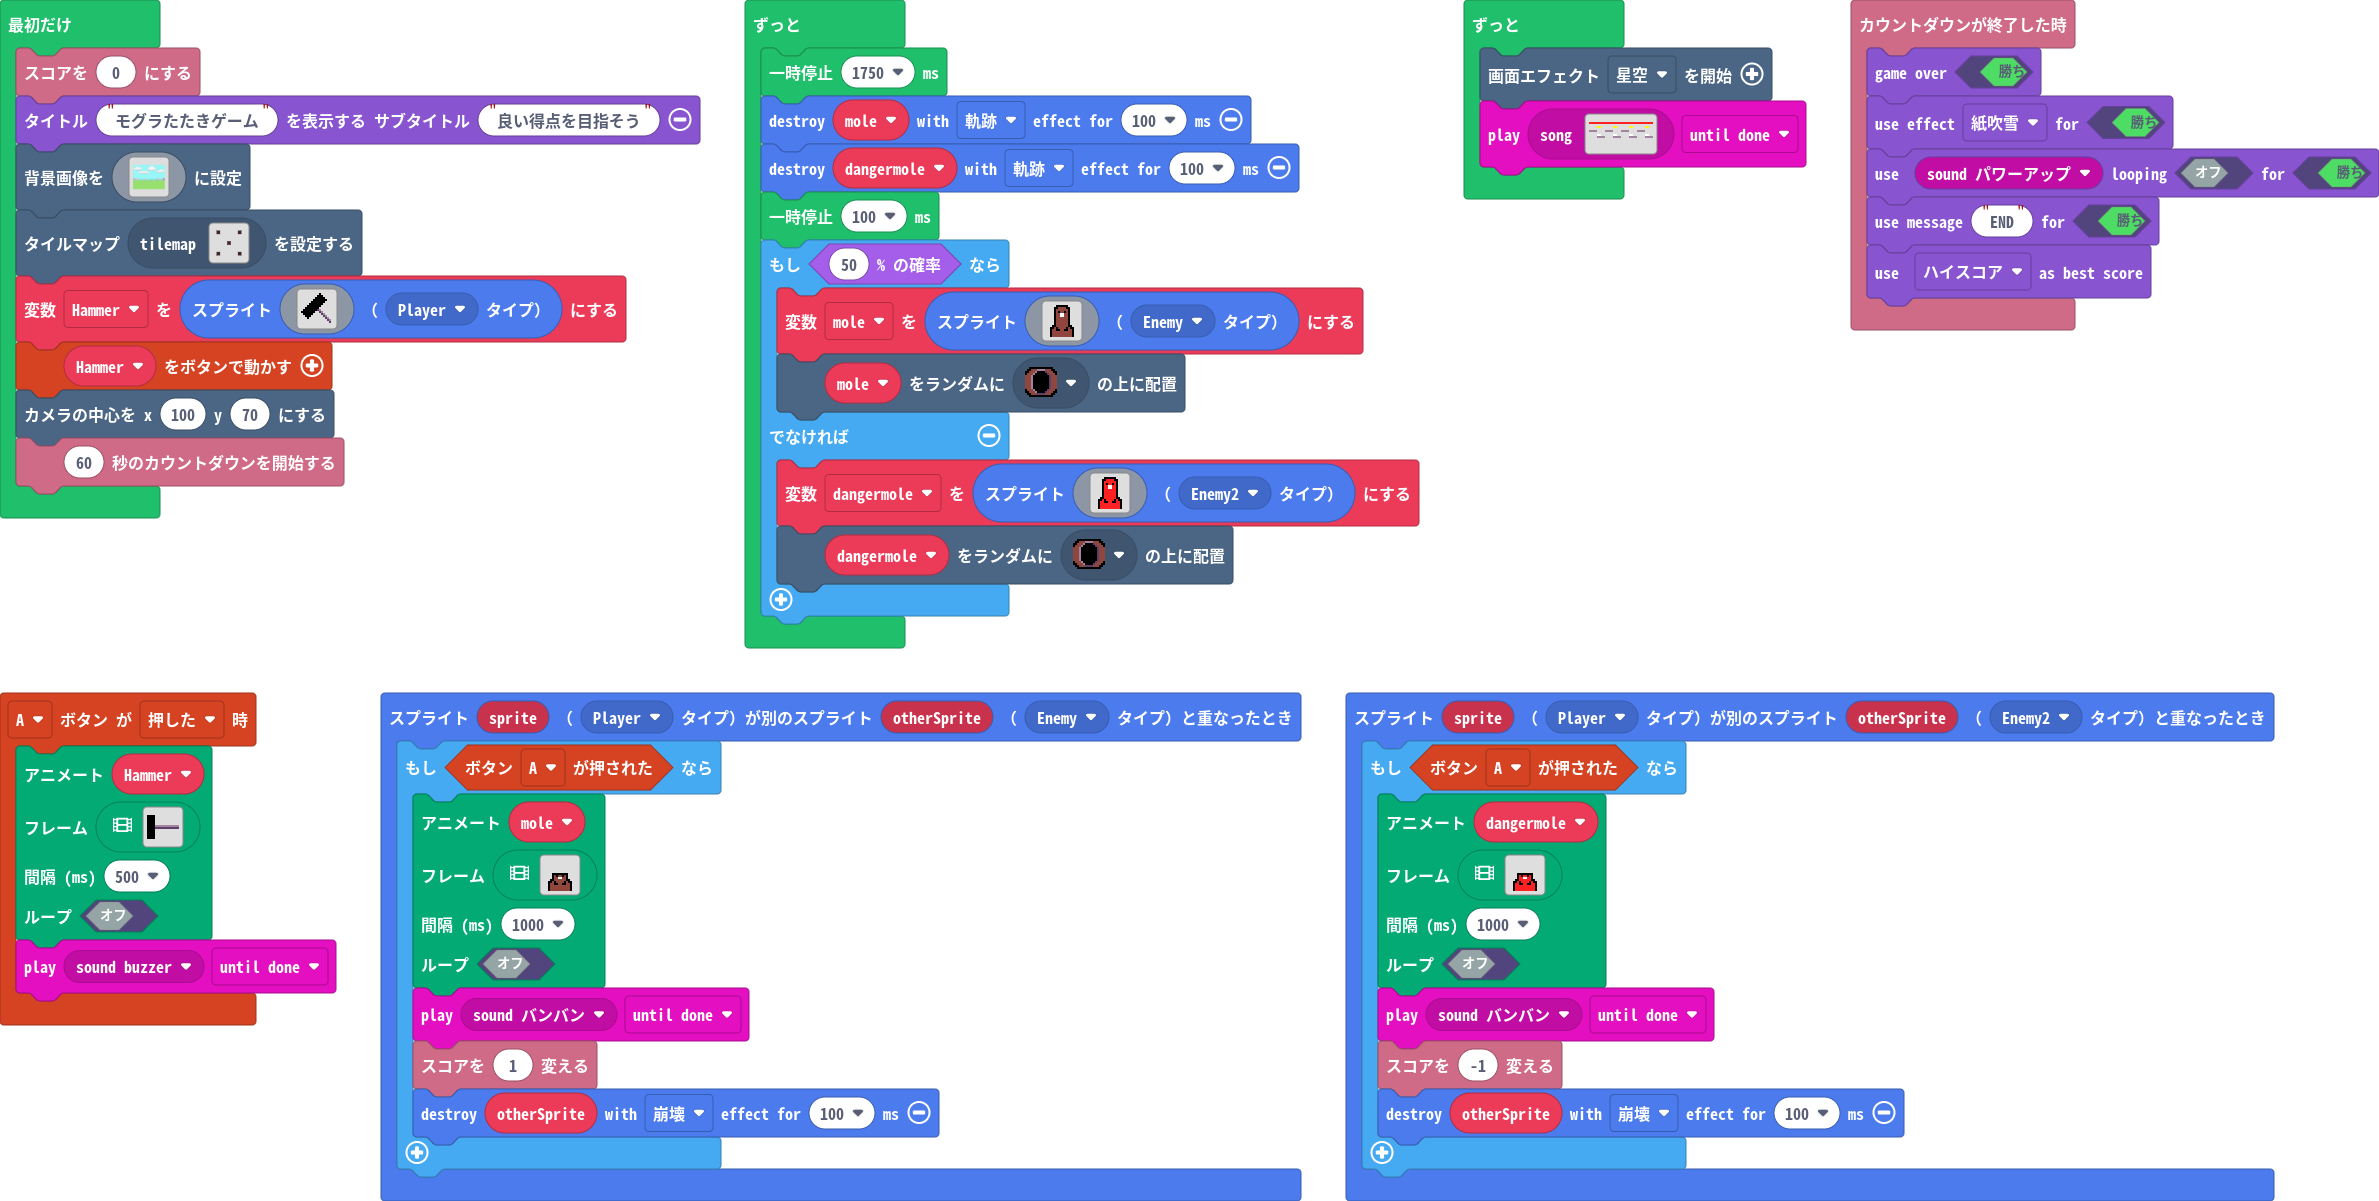 最初だけ
スコアを 0 にする
タイトル "モグラたたきゲーム" を表示する サブタイトル "良い得点を目指そう"
背景画像を に設定
タイルマップ tilemap を設定する
変数 Hammer を スプライト ( Player タイプ) にする
Hammer をボタンで動かす
カメラの中心を x 100 y 70 にする
60 秒のカウントダウンを開始する
ずっと
一時停止 1750 ms
destroy mole with 軌跡 effect for 100 ms
destroy dangermole with 軌跡 effect for 100 ms
一時停止 100 ms
もし 50 % の確率 なら
変数 mole を スプライト ( Enemy タイプ) にする
mole をランダムに の上に配置
でなければ
変数 dangermole を スプライト ( Enemy2 タイプ) にする
dangermole をランダムに の上に配置
ずっと
画面エフェクト 星空 を開始
play song until done
カウントダウンが終了した時
game over 勝ち
use effect 紙吹雪 for 勝ち
use sound パワーアップ looping オフ for 勝ち
use message "END" for 勝ち
use ハイスコア as best score
A ボタン が 押した 時
アニメート Hammer
フレーム
間隔 (ms) 500
ループ オフ
play sound buzzer until done
スプライト sprite ( Player タイプ) が別のスプライト otherSprite ( Enemy タイプ) と重なったとき
もし ボタン A が押された なら
アニメート mole
フレーム
間隔 (ms) 1000
ループ オフ
play sound バンバン until done
スコアを 1 変える
destroy otherSprite with 崩壊 effect for 100 ms
スプライト sprite ( Player タイプ) が別のスプライト otherSprite ( Enemy2 タイプ) と重なったとき
もし ボタン A が押された なら
アニメート dangermole
フレーム
間隔 (ms) 1000
ループ オフ
play sound バンバン until done
スコアを -1 変える
destroy otherSprite with 崩壊 effect for 100 ms